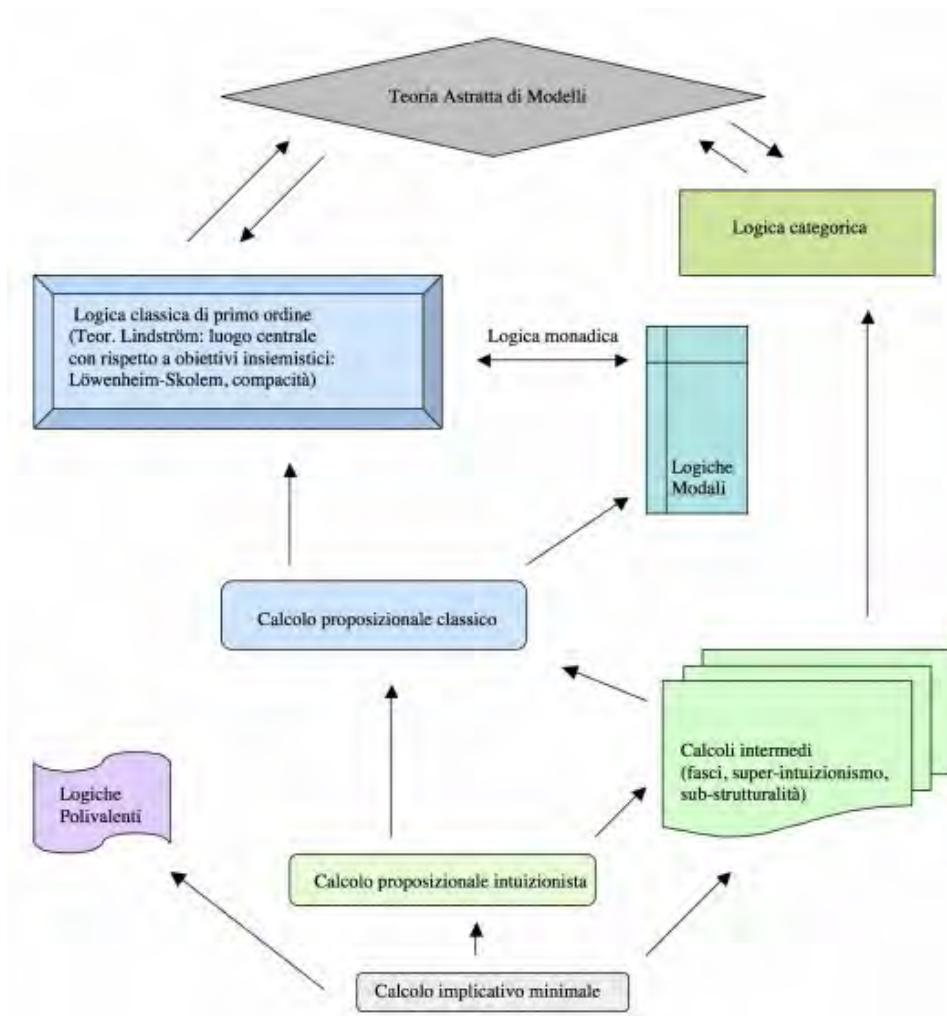 Teoria Astratta di Modelli
Logica categorica
Logica classica di primo ordine
(Teor. Lindström: luogo centrale
con rispetto a obiettivi insiemistici:
Löwenheim-Skolem, compacità)
Logica monadica
Logiche
Modali
Calcolo proposizionale classico
Calcoli intermedi
(fasci, super-intuizionismo,
sub-strutturalità)
Logiche
Polivalenti
Calcolo proposizionale intuizionista
Calcolo implicativo minimale